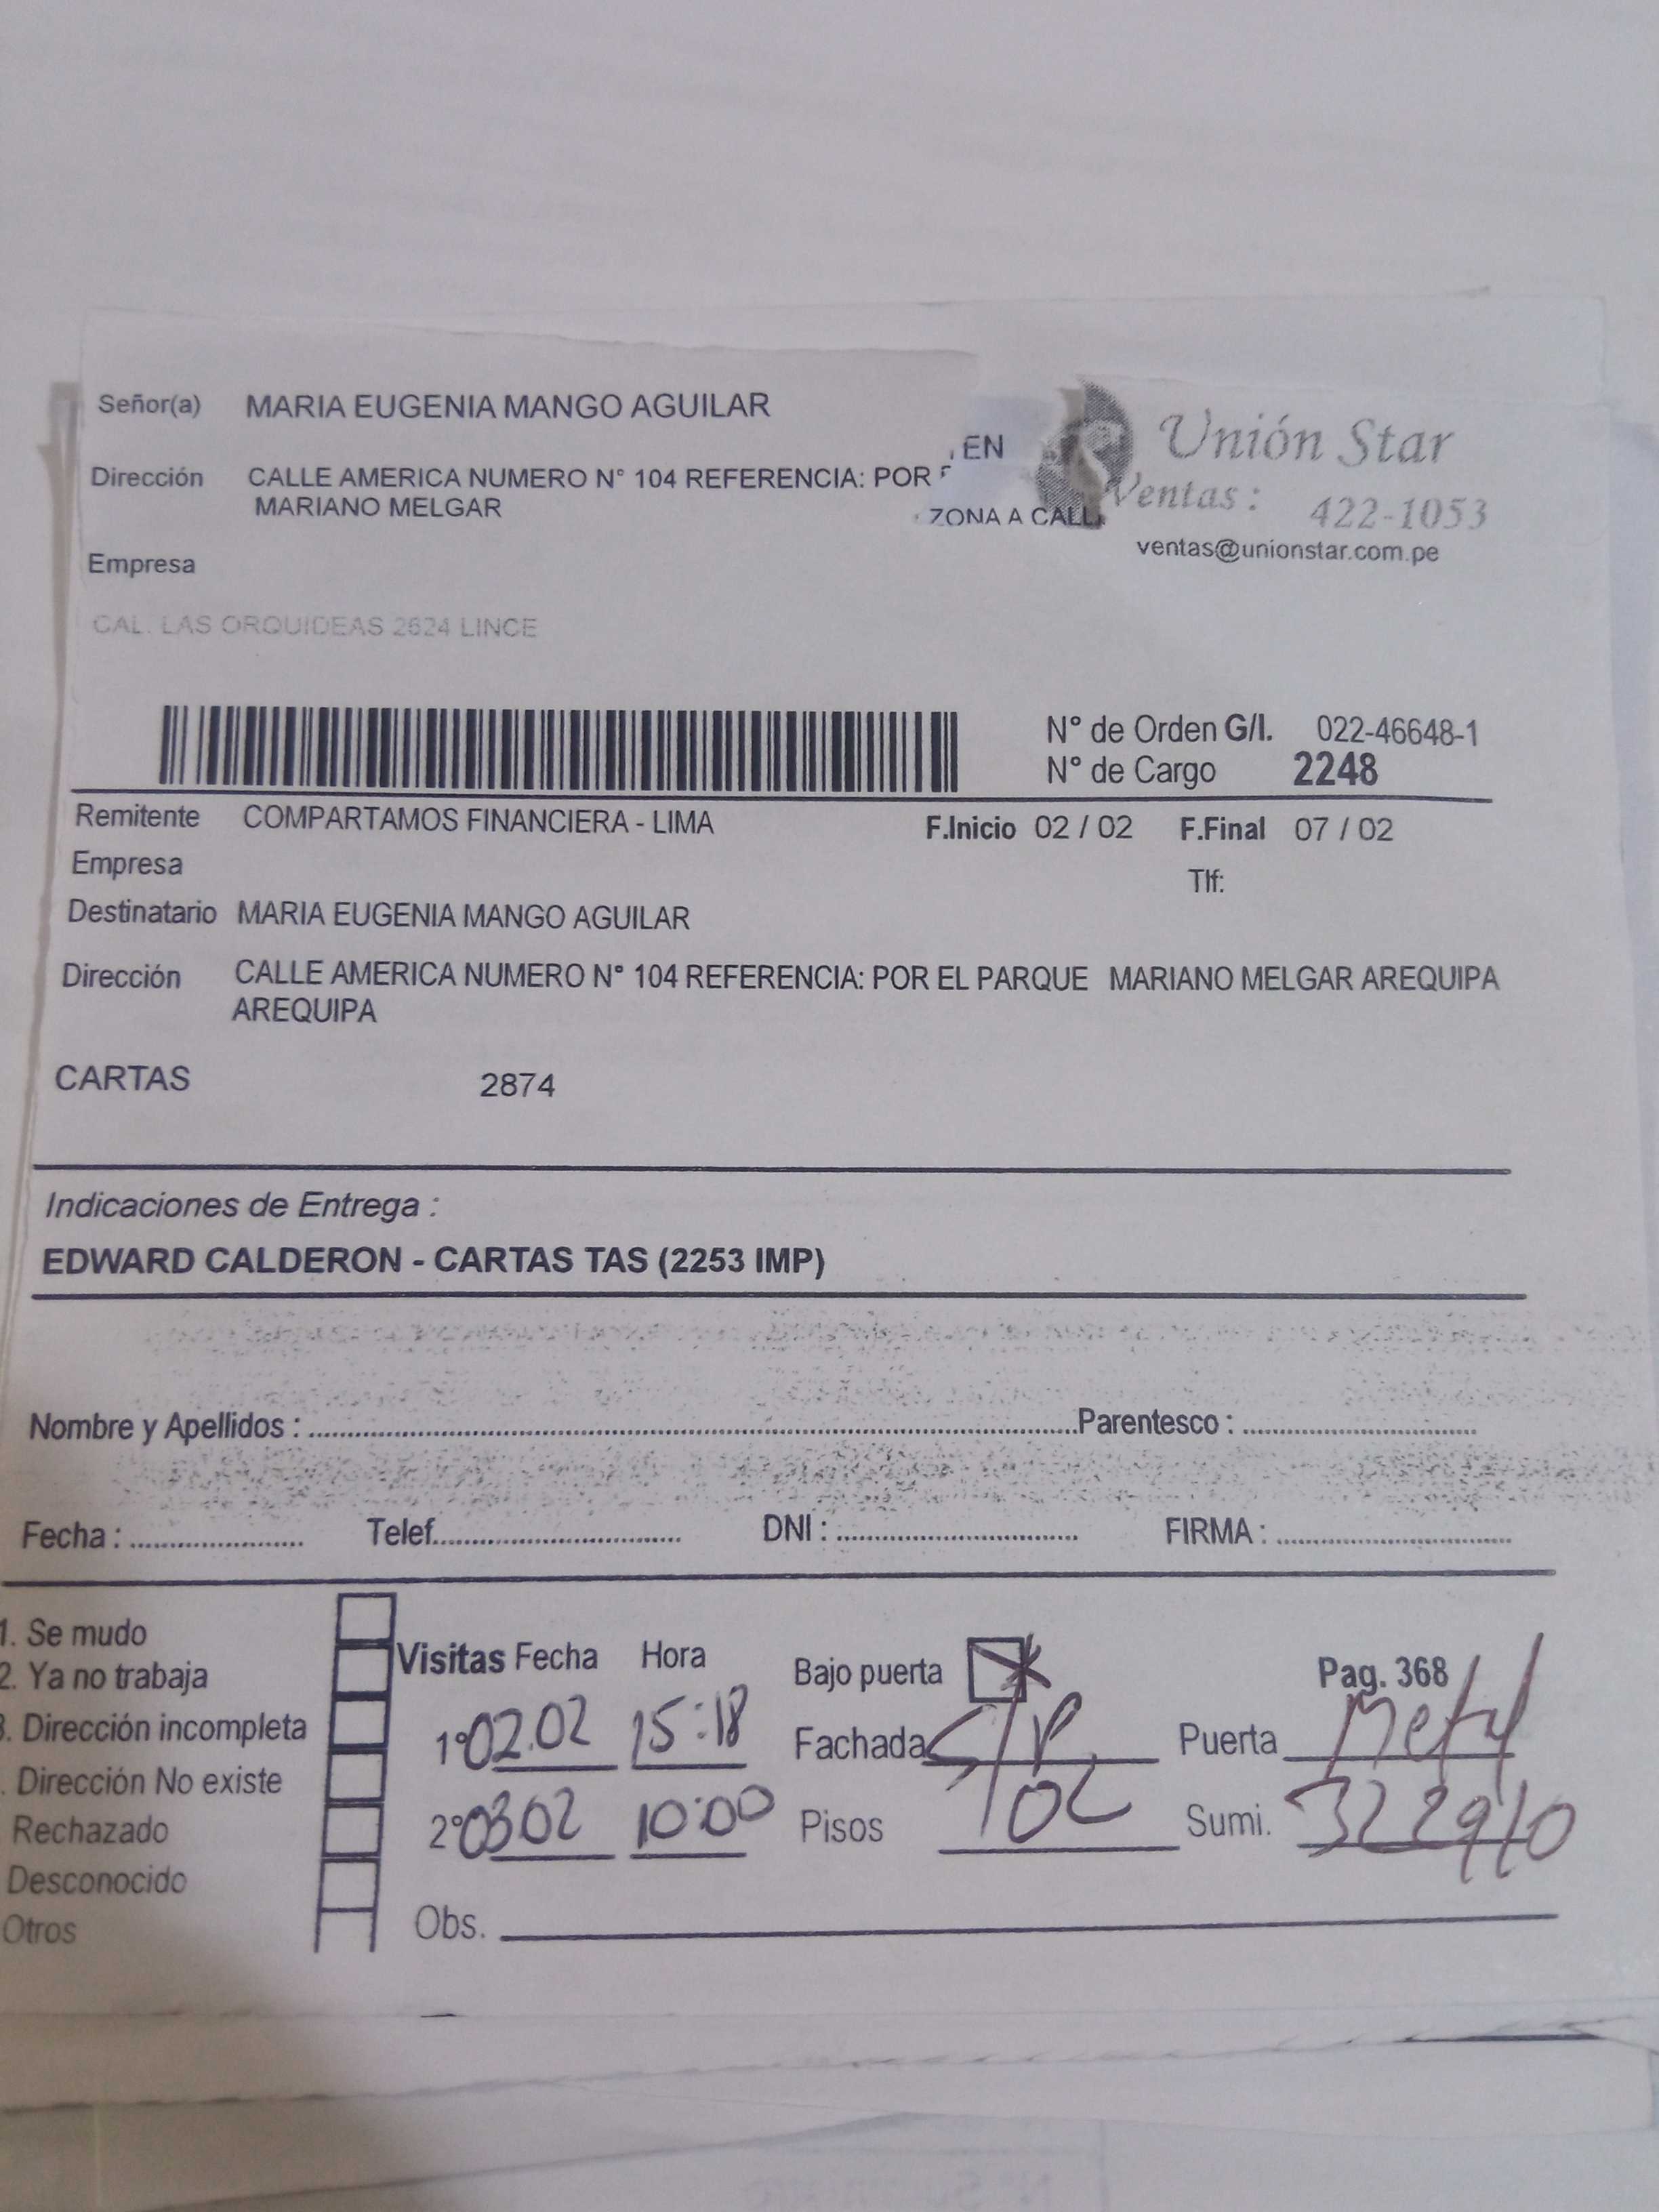 Señor(a) MARIA EUGENIA MANGO AGUILAR
Unión Star
, EN
Dirección CALLE AMERICA NUMERO N° 104 REFERENCIA: POR
MARIANO MELGAR
ZONA A CALL
Ventas : 422-1053
ventas@unionstar.com.pe
Empresa
CAL. LAS ORQUIDEAS 2624 LINCE
N° de Orden G/I. 022-46648-1
N° de Cargo 2248
Remitente COMPARTAMOS FINANCIERA - LIMA F.Inicio 02 / 02 F.Final 07 / 02
Empresa
Tlf:
Destinatario MARIA EUGENIA MANGO AGUILAR
Dirección CALLE AMERICA NUMERO N° 104 REFERENCIA: POR EL PARQUE MARIANO MELGAR AREQUIPA
AREQUIPA
CARTAS 2874
Indicaciones de Entrega :
EDWARD CALDERON - CARTAS TAS (2253 IMP)
Nombre y Apellidos : Parentesco :
Fecha : Telef. DNI : FIRMA :
1. Se mudo
2. Ya no trabaja
3. Dirección incompleta
. Dirección No existe
Rechazado
Desconocido
Otros
Visitas Fecha Hora
1° 02.02 15:18
2° 03 02 10:00
Bajo puerta
Pag. 368
Fachada Puerta
Pisos Sumi.
Obs.